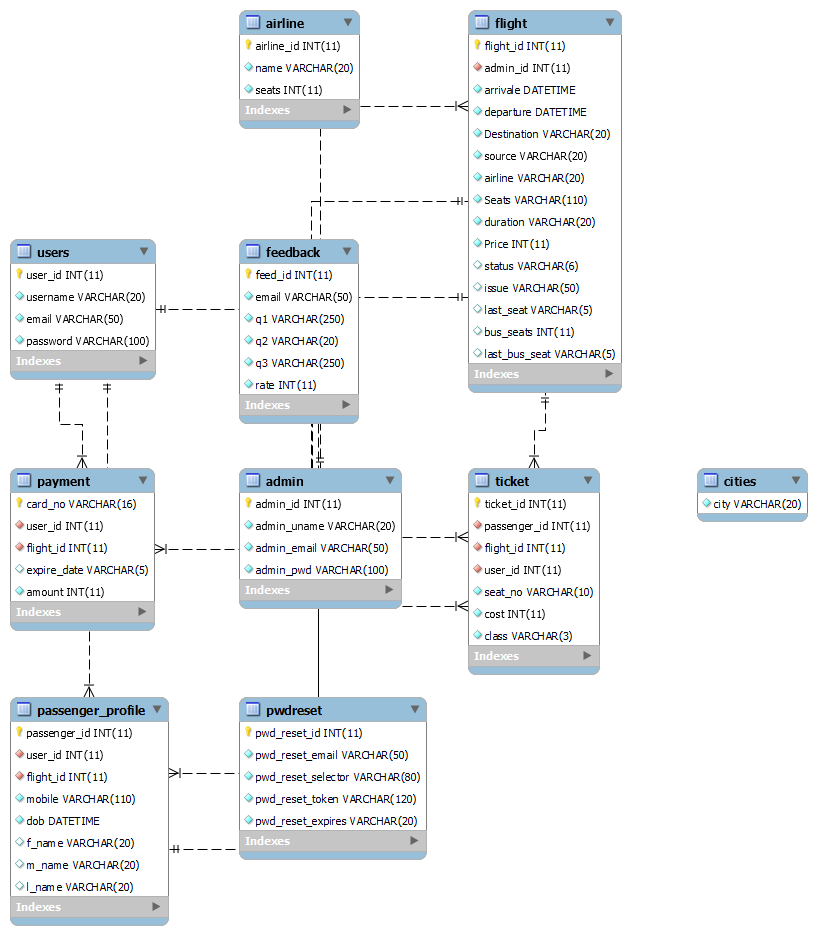 airline
airline_id INT(11)
name VARCHAR(20)
seats INT(11)
Indexes
flight
flight_id INT(11)
admin_id INT(11)
arrivale DATETIME
departure DATETIME
Destination VARCHAR(20)
source VARCHAR(20)
airline VARCHAR(20)
Seats VARCHAR(110)
duration VARCHAR(20)
Price INT(11)
status VARCHAR(6)
issue VARCHAR(50)
last_seat VARCHAR(5)
bus_seats INT(11)
last_bus_seat VARCHAR(5)
Indexes
users
user_id INT(11)
username VARCHAR(20)
email VARCHAR(50)
password VARCHAR(100)
Indexes
feedback
feed_id INT(11)
email VARCHAR(50)
q1 VARCHAR(250)
q2 VARCHAR(20)
q3 VARCHAR(250)
rate INT(11)
Indexes
payment
card_no VARCHAR(16)
user_id INT(11)
flight_id INT(11)
expire_date VARCHAR(5)
amount INT(11)
Indexes
admin
admin_id INT(11)
admin_uname VARCHAR(20)
admin_email VARCHAR(50)
admin_pwd VARCHAR(100)
Indexes
ticket
ticket_id INT(11)
passenger_id INT(11)
flight_id INT(11)
user_id INT(11)
seat_no VARCHAR(10)
cost INT(11)
class VARCHAR(3)
Indexes
cities
city VARCHAR(20)
passenger_profile
passenger_id INT(11)
user_id INT(11)
flight_id INT(11)
mobile VARCHAR(110)
dob DATETIME
f_name VARCHAR(20)
m_name VARCHAR(20)
l_name VARCHAR(20)
Indexes
pwdreset
pwd_reset_id INT(11)
pwd_reset_email VARCHAR(50)
pwd_reset_selector VARCHAR(80)
pwd_reset_token VARCHAR(120)
pwd_reset_expires VARCHAR(20)
Indexes